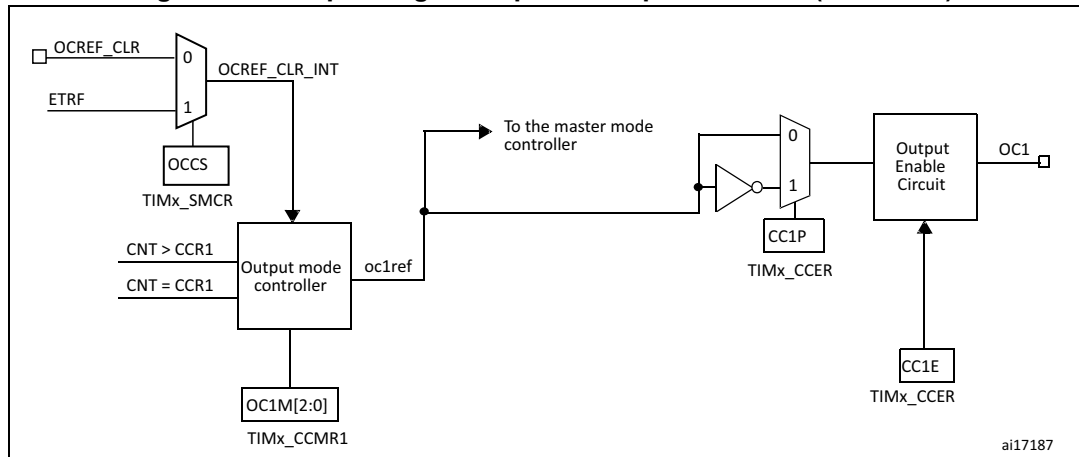 OCREF_CLR
0
OCREF_CLR_INT
ETRF
1
OCCS
TIMx_SMCR
To the master mode
controller
0
1
CC1P
TIMx_CCER
Output
Enable
Circuit
OC1
CNT > CCR1
CNT = CCR1
Output mode
controller
oc1ref
OC1M[2:0]
TIMx_CCMR1
CC1E
TIMx_CCER
ai17187